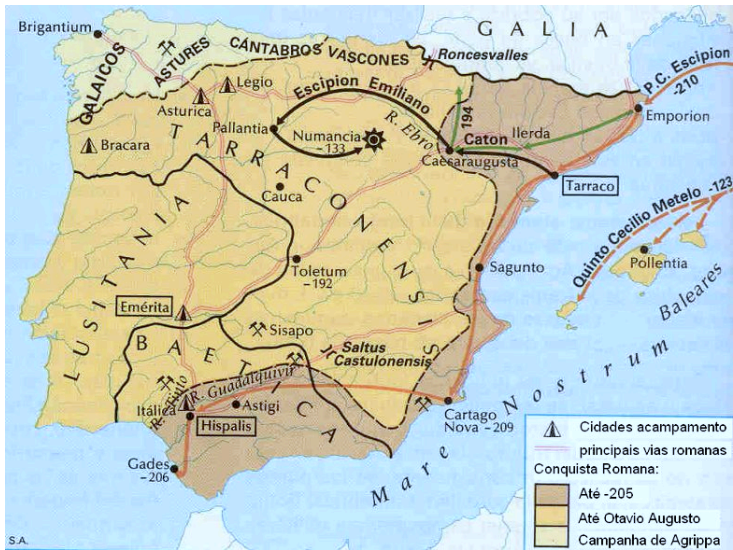 GALIA
Brigantium
GALAICOS
ASTURES
CÁNTABROS
VASCONES
Roncesvalles
P.C. Escipion
-210
Legio
Asturica
Escipion Emiliano
194
Emporion
Bracara
Pallantia
Numancia
-133
R. Ebro
Caton
Ilerda
Caesaraugusta
Tarraco
TARRACONENSIS
Cauca
Quinto Cecilio Metelo -123
LUSITANIA
Toletum
-192
Sagunto
Pollentia
Baleares
Emérita
Sisapo
BAETICA
Saltus
Castulonensis
R. Tinto
R. Guadalquivir
Itálica
Astigi
Hispalis
Cartago
Nova -209
Gades
-206
Mare Nostrum
Cidades acampamento
principais vias romanas
Conquista Romana:
Até -205
Até Otavio Augusto
Campanha de Agrippa
S.A.